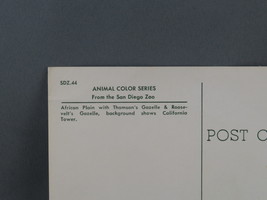 SDZ.44
ANIMAL COLOR SERIES
From the San Diego Zoo
African Plain with Thomson's Gazelle & Roose-
velt's Gazelle, background shows California
Tower.
POST C